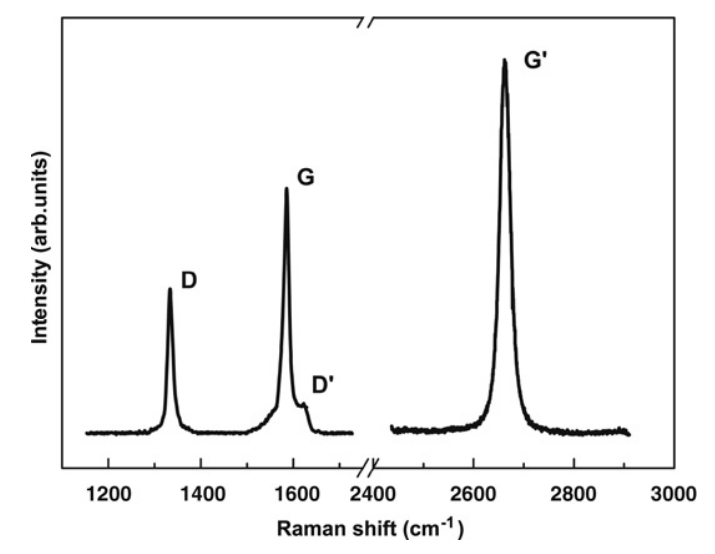 G'
G
D
D'
Intensity (arb.units)
1200 1400 1600 2400 2600 2800 3000
Raman shift (cm⁻¹)